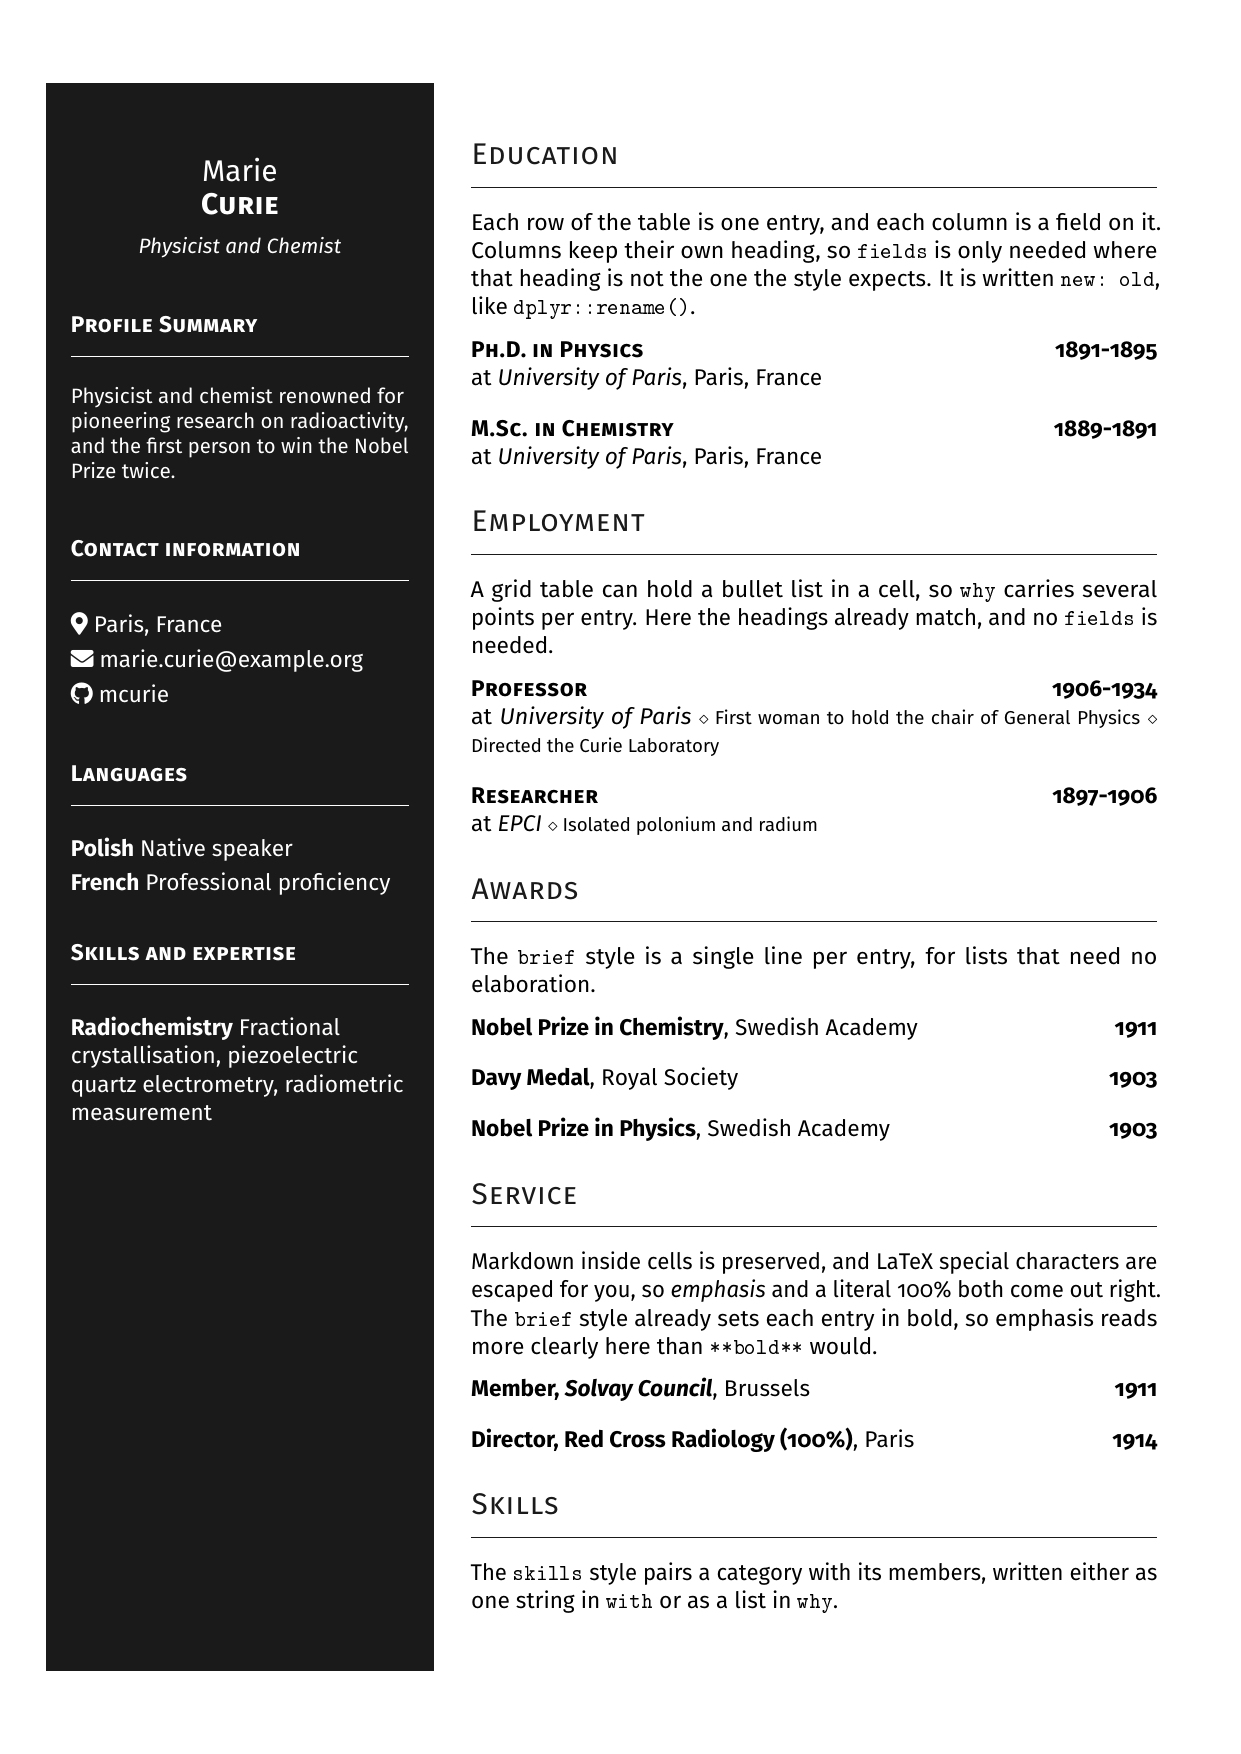 Marie
Curie
Physicist and Chemist
Profile Summary
Physicist and chemist renowned for
pioneering research on radioactivity,
and the first person to win the Nobel
Prize twice.
Contact information
Paris, France
marie.curie@example.org
mcurie
Languages
Polish Native speaker
French Professional proficiency
Skills and expertise
Radiochemistry Fractional
crystallisation, piezoelectric
quartz electrometry, radiometric
measurement
Education
Each row of the table is one entry, and each column is a field on it.
Columns keep their own heading, so fields is only needed where
that heading is not the one the style expects. It is written new: old,
like dplyr::rename().
Ph.D. in Physics 1891-1895
at University of Paris, Paris, France
M.Sc. in Chemistry 1889-1891
at University of Paris, Paris, France
Employment
A grid table can hold a bullet list in a cell, so why carries several
points per entry. Here the headings already match, and no fields is
needed.
Professor 1906-1934
at University of Paris ⋄ First woman to hold the chair of General Physics ⋄
Directed the Curie Laboratory
Researcher 1897-1906
at EPCI ⋄ Isolated polonium and radium
Awards
The brief style is a single line per entry, for lists that need no
elaboration.
Nobel Prize in Chemistry, Swedish Academy 1911
Davy Medal, Royal Society 1903
Nobel Prize in Physics, Swedish Academy 1903
Service
Markdown inside cells is preserved, and LaTeX special characters are
escaped for you, so emphasis and a literal 100% both come out right.
The brief style already sets each entry in bold, so emphasis reads
more clearly here than **bold** would.
Member, Solvay Council, Brussels 1911
Director, Red Cross Radiology (100%), Paris 1914
Skills
The skills style pairs a category with its members, written either as
one string in with or as a list in why.